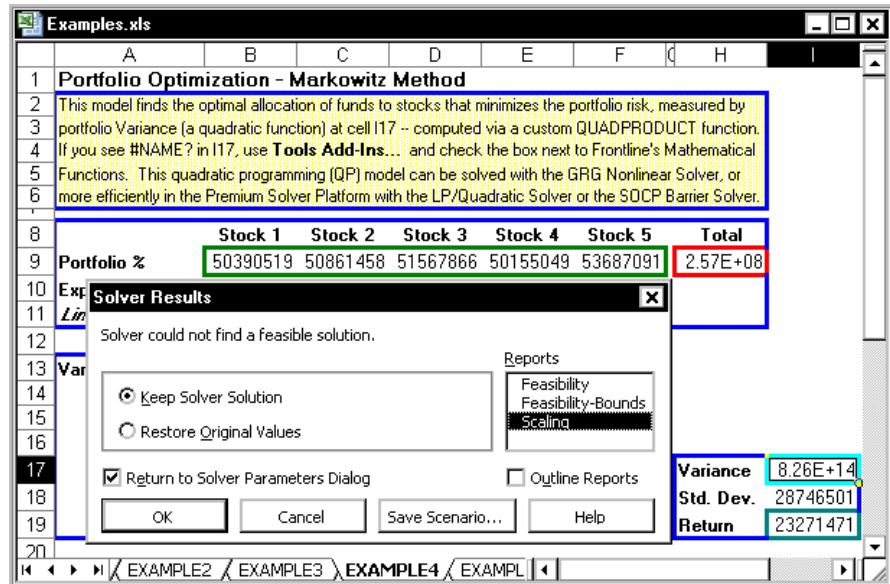 Examples.xls
A B C D E F G H I
1 Portfolio Optimization - Markowitz Method
2 This model finds the optimal allocation of funds to stocks that minimizes the portfolio risk, measured by
3 portfolio Variance (a quadratic function) at cell I17 -- computed via a custom QUADPRODUCT function.
4 If you see #NAME? in I17, use Tools Add-Ins... and check the box next to Frontline's Mathematical
5 Functions. This quadratic programming (QP) model can be solved with the GRG Nonlinear Solver, or
6 more efficiently in the Premium Solver Platform with the LP/Quadratic Solver or the SOCP Barrier Solver.
8 Stock 1 Stock 2 Stock 3 Stock 4 Stock 5 Total
9 Portfolio % 50390519 50861458 51567866 50155049 53687091 2.57E+08
10 Exp
11 Lin
12
13 Var
14
15
16
17 Variance 8.26E+14
18 Std. Dev. 28746501
19 Return 23271471
20
Solver Results
Solver could not find a feasible solution.
Reports
Feasibility
Feasibility-Bounds
Scaling
Keep Solver Solution
Restore Original Values
Return to Solver Parameters Dialog
Outline Reports
OK Cancel Save Scenario... Help
EXAMPLE2 EXAMPLE3 EXAMPLE4 EXAMPL